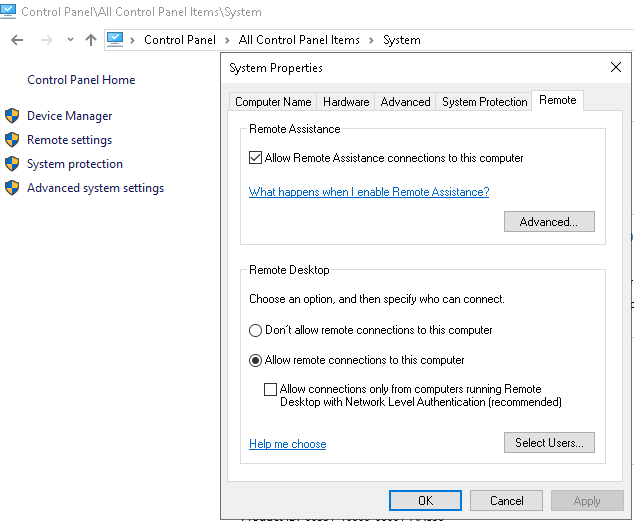 Control Panel\All Control Panel Items\System
Control Panel > All Control Panel Items > System
Control Panel Home
Device Manager
Remote settings
System protection
Advanced system settings
System Properties
Computer Name Hardware Advanced System Protection Remote
Remote Assistance
Allow Remote Assistance connections to this computer
What happens when I enable Remote Assistance?
Advanced...
Remote Desktop
Choose an option, and then specify who can connect.
Don't allow remote connections to this computer
Allow remote connections to this computer
Allow connections only from computers running Remote
Desktop with Network Level Authentication (recommended)
Help me choose
Select Users...
OK Cancel Apply